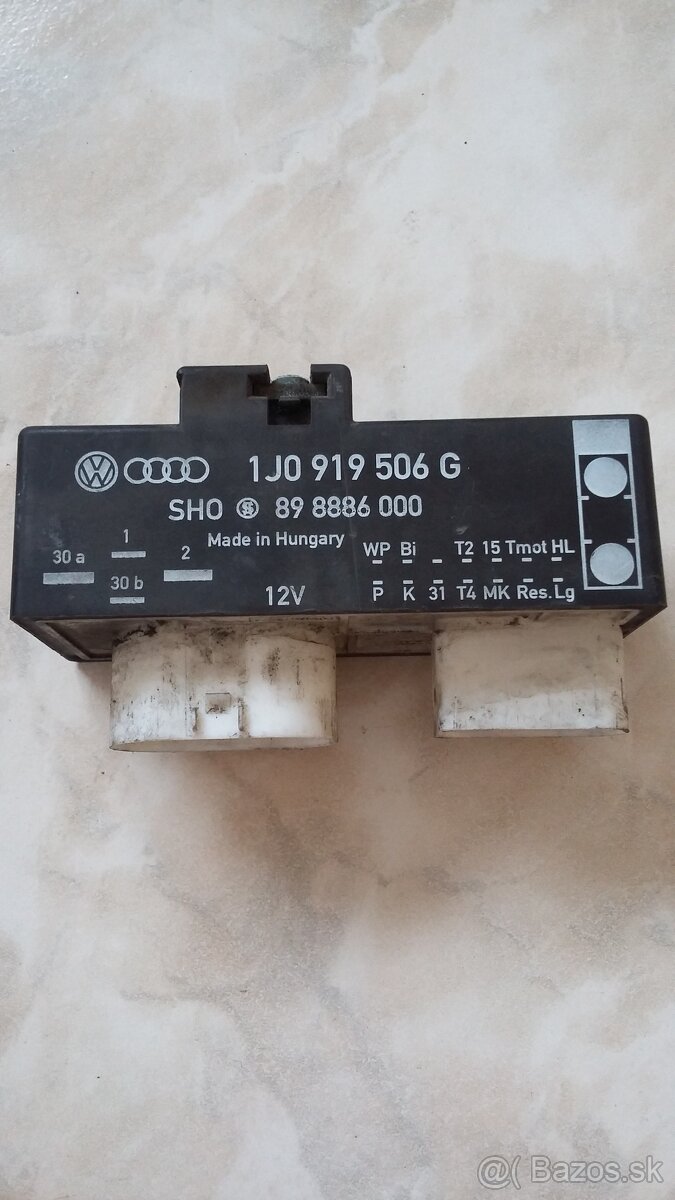 1J0 919 506 G
SHO 89 8886 000
Made in Hungary
30 a 1 2
30 b
12V
WP Bi T2 15 Tmot HL
P K 31 T4 MK Res. Lg
@( Bazos.sk